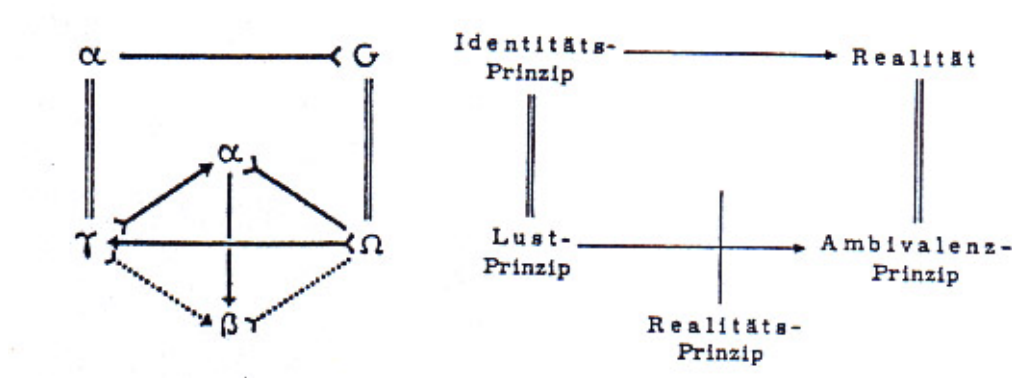 α G
α
γ Ω
β
Identitäts-
Prinzip
Realität
Lust-
Prinzip
Ambivalenz-
Prinzip
Realitäts-
Prinzip